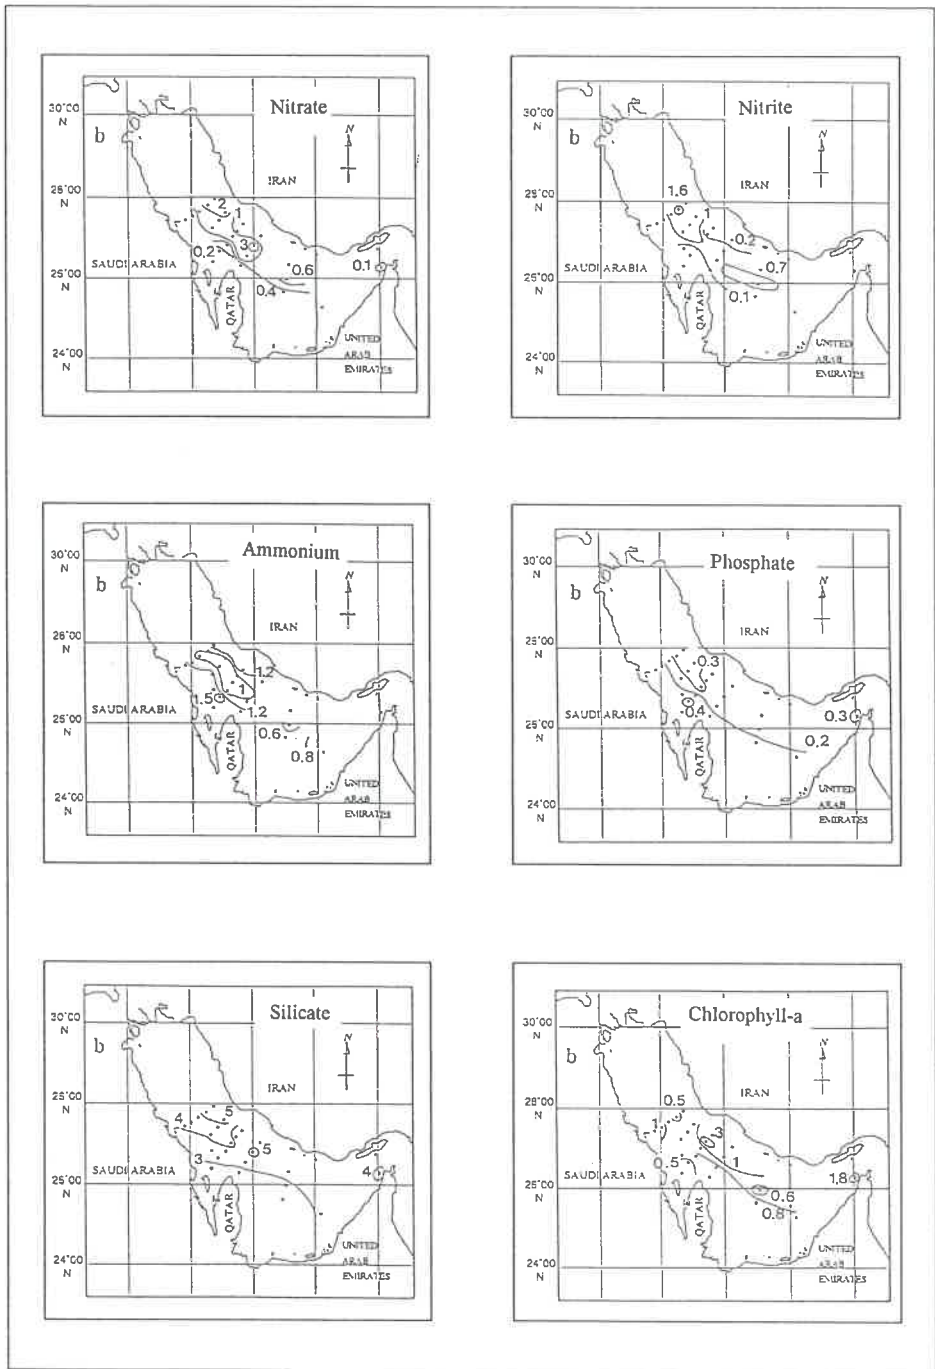 Nitrate
30°00
N
b
N
IRAN
28°00
N
2
1
3
0.2
0.6
0.1
SAUDI ARABIA
26°00
N
0.4
QATAR
24°00
N
UNITED
ARAB
EMIRATES
Nitrite
30°00
N
b
N
IRAN
28°00
N
1.6
1
0.2
0.7
SAUDI ARABIA
26°00
N
0.1
QATAR
24°00
N
UNITED
ARAB
EMIRATES
Ammonium
30°00
N
b
N
IRAN
28°00
N
1.2
1
1.5
1.2
SAUDI ARABIA
26°00
N
0.6
0.8
QATAR
24°00
N
UNITED
ARAB
EMIRATES
Phosphate
30°00
N
b
N
IRAN
28°00
N
0.3
0.4
0.3
SAUDI ARABIA
26°00
N
0.2
QATAR
24°00
N
UNITED
ARAB
EMIRATES
Silicate
30°00
N
b
N
IRAN
28°00
N
4
5
5
3
4
SAUDI ARABIA
26°00
N
QATAR
24°00
N
UNITED
ARAB
EMIRATES
Chlorophyll-a
30°00
N
b
N
IRAN
28°00
N
0.5
1
3
0.5
1
1.8
SAUDI ARABIA
26°00
N
0.6
0.8
QATAR
24°00
N
UNITED
ARAB
EMIRATES